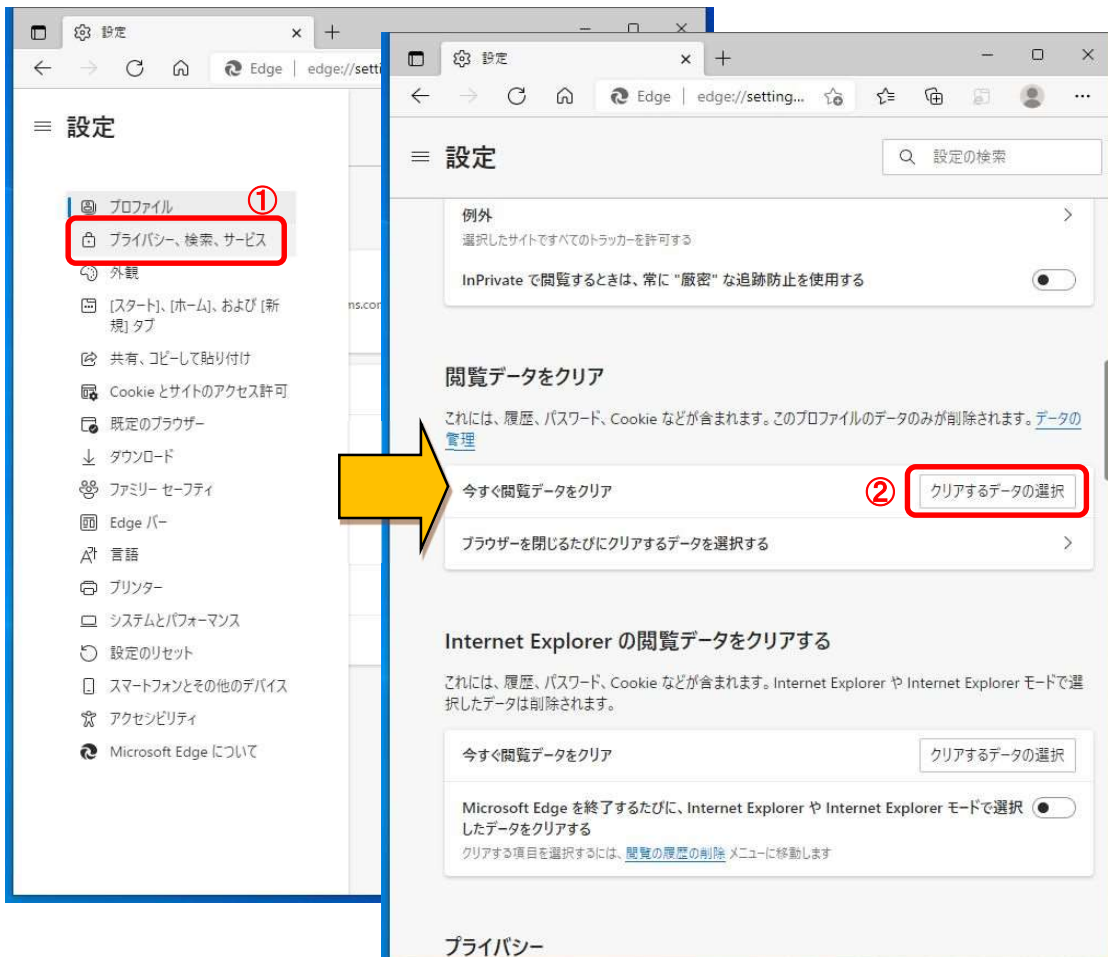 設定
Edge | edge://setti
設定
①
プロファイル
プライバシー、検索、サービス
外観
[スタート]、[ホーム]、および [新
規] タブ
共有、コピーして貼り付け
Cookie とサイトのアクセス許可
既定のブラウザー
ダウンロード
ファミリー セーフティ
Edge バー
言語
プリンター
システムとパフォーマンス
設定のリセット
スマートフォンとその他のデバイス
アクセシビリティ
Microsoft Edge について
ns.cor
設定
Edge | edge://setting...
設定
設定の検索
例外
選択したサイトですべてのトラッカーを許可する
InPrivate で閲覧するときは、常に "厳密" な追跡防止を使用する
閲覧データをクリア
これには、履歴、パスワード、Cookie などが含まれます。このプロファイルのデータのみが削除されます。データの
管理
今すぐ閲覧データをクリア
②
クリアするデータの選択
ブラウザーを閉じるたびにクリアするデータを選択する
Internet Explorer の閲覧データをクリアする
これには、履歴、パスワード、Cookie などが含まれます。Internet Explorer や Internet Explorer モードで選
択したデータは削除されます。
今すぐ閲覧データをクリア
クリアするデータの選択
Microsoft Edge を終了するたびに、Internet Explorer や Internet Explorer モードで選択
したデータをクリアする
クリアする項目を選択するには、閲覧の履歴の削除 メニューに移動します
プライバシー